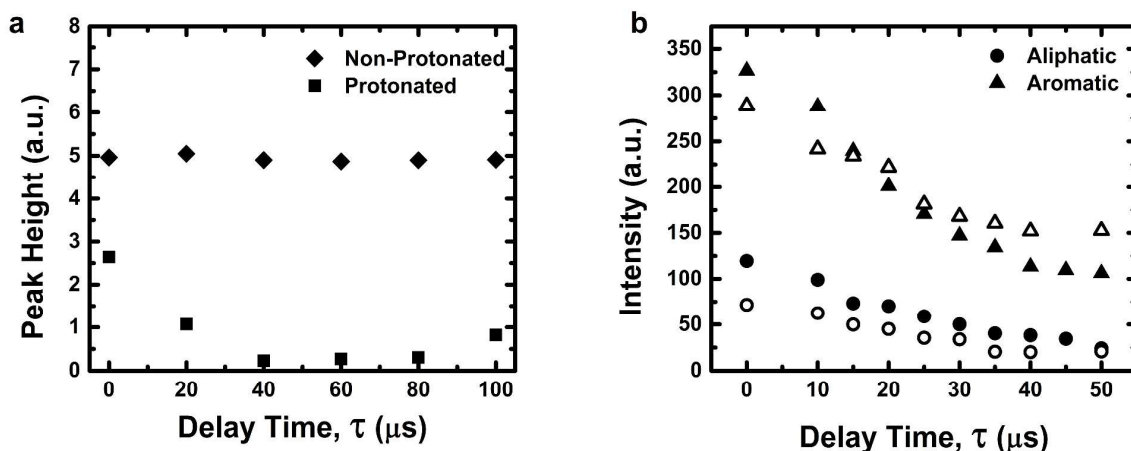 a
8
7
6
5
4
3
2
1
0
Peak Height (a.u.)
Non-Protonated
Protonated
0 20 40 60 80 100
Delay Time, τ (μs)
b
350
300
250
200
150
100
50
0
Intensity (a.u.)
Aliphatic
Aromatic
0 10 20 30 40 50
Delay Time, τ (μs)